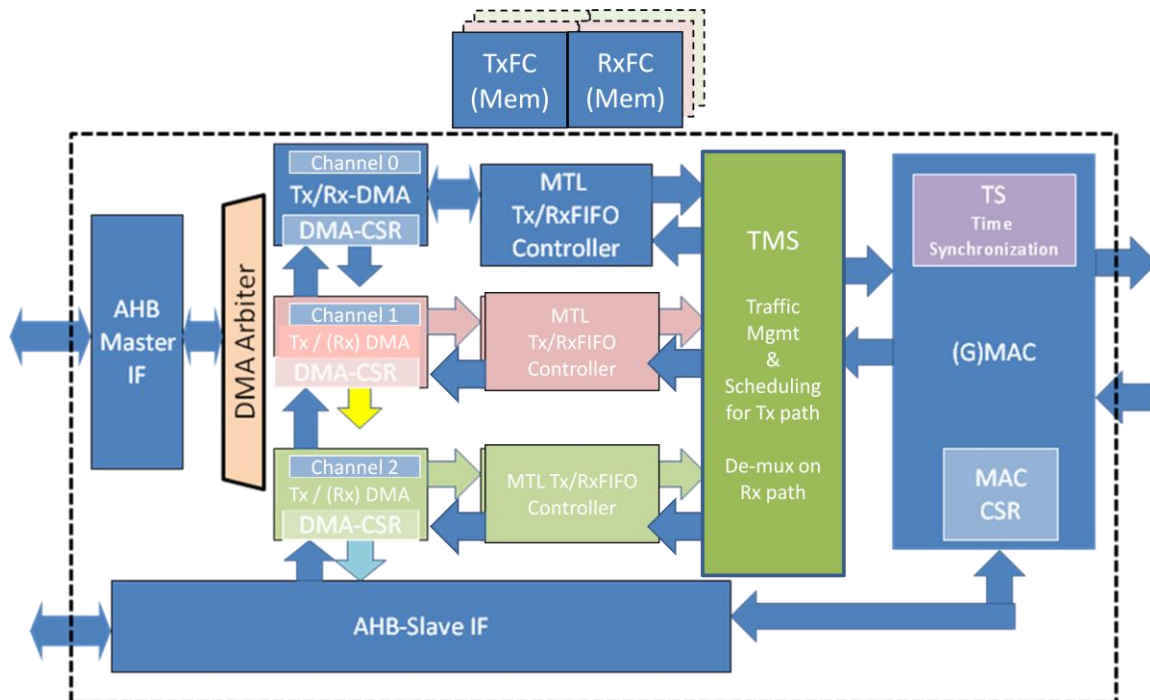 TxFC
(Mem)
RxFC
(Mem)
Channel 0
Tx/Rx-DMA
DMA-CSR
MTL
Tx/RxFIFO
Controller
TMS
Traffic
Mgmt
&
Scheduling
for Tx path
De-mux on
Rx path
TS
Time
Synchronization
(G)MAC
MAC
CSR
AHB
Master
IF
DMA Arbiter
Channel 1
Tx / (Rx) DMA
DMA-CSR
MTL
Tx/RxFIFO
Controller
Channel 2
Tx / (Rx) DMA
DMA-CSR
MTL Tx/RxFIFO
Controller
AHB-Slave IF